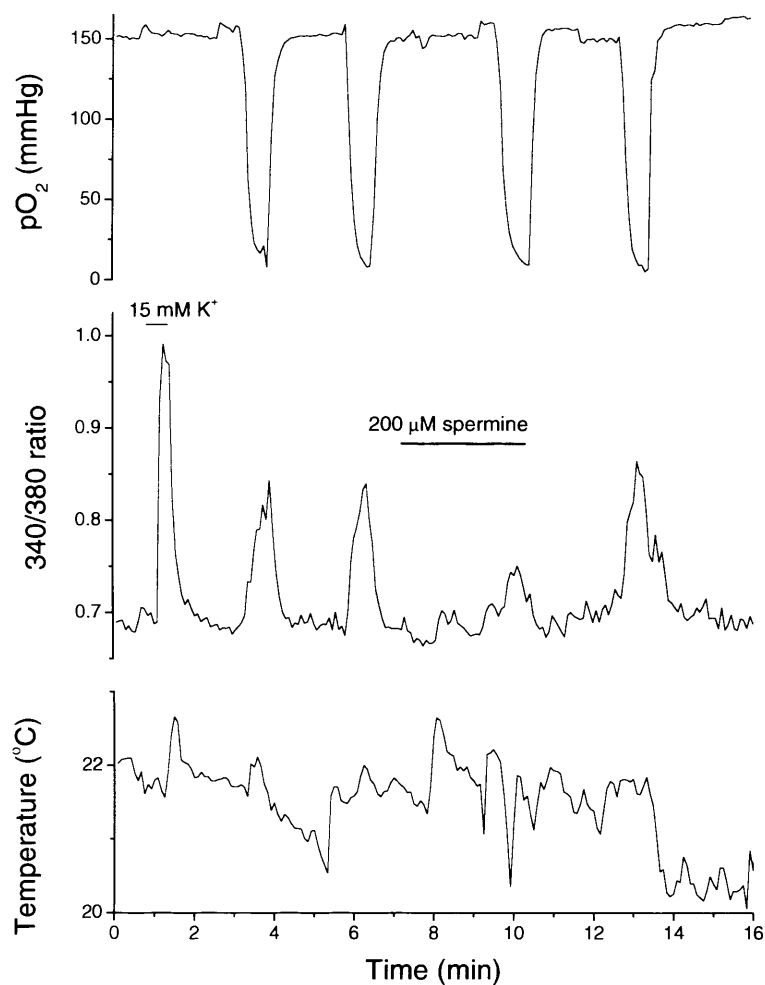 150
100
50
0
pO₂ (mmHg)
15 mM K⁺
1.0
0.9
0.8
0.7
340/380 ratio
200 μM spermine
22
20
Temperature (°C)
0 2 4 6 8 10 12 14 16
Time (min)